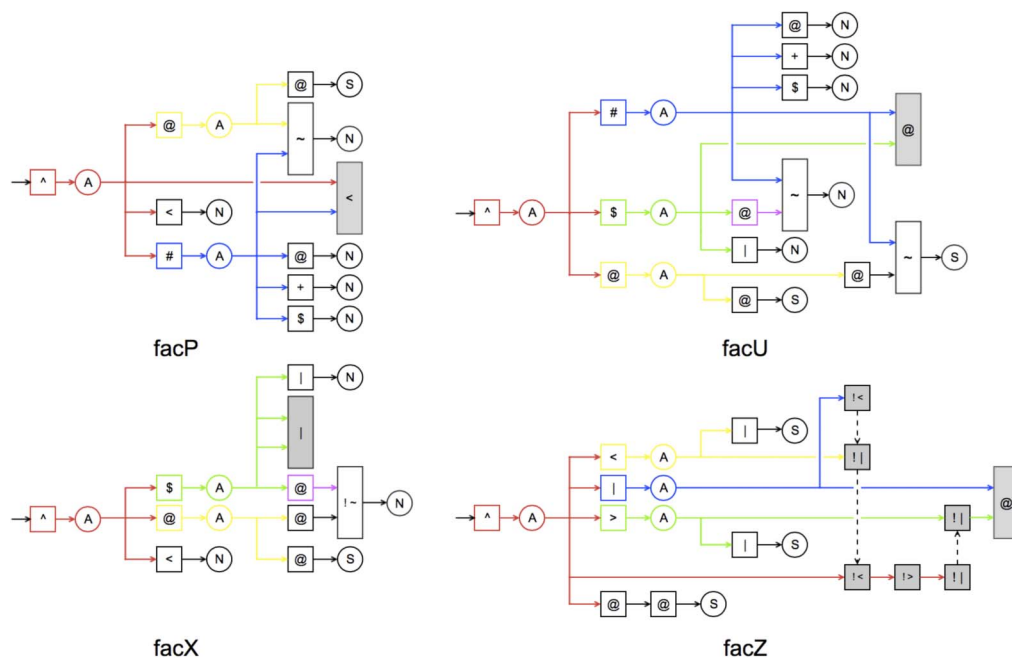 @ S
@ A
~ N
^ A
<
< N
# A @ N
+ N
$ N
facP
@ N
+ N
$ N
# A
@
~ N
^ A $ A @
| N
~ S
@ A @
@ S
facU
| N
|
$ A @
! ~ N
^ A @ A @
< N @ S
facX
! <
| S
< A ! |
| A
@
^ A > A ! |
| S
! < ! > ! |
@ @ S
facZ